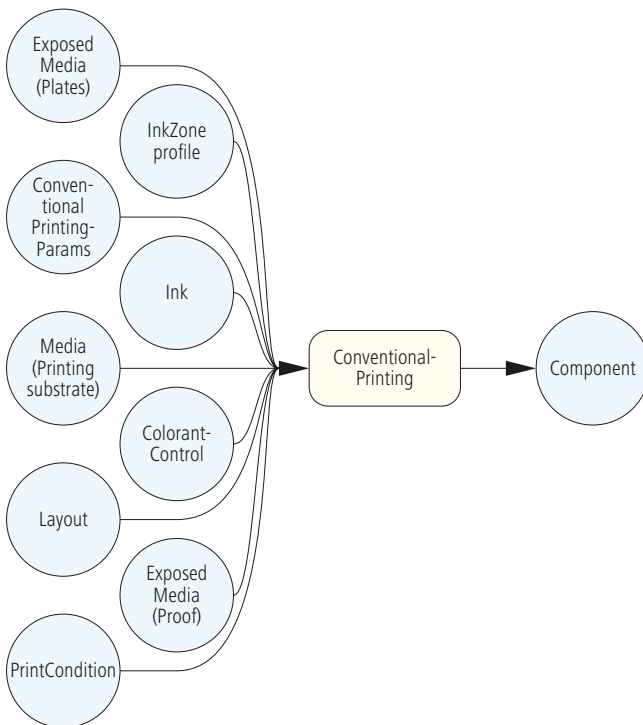 Exposed
Media
(Plates)
InkZone
profile
Conven-
tional
Printing-
Params
Ink
Media
(Printing
substrate)
Colorant-
Control
Layout
Exposed
Media
(Proof)
PrintCondition
Conventional-
Printing
Component